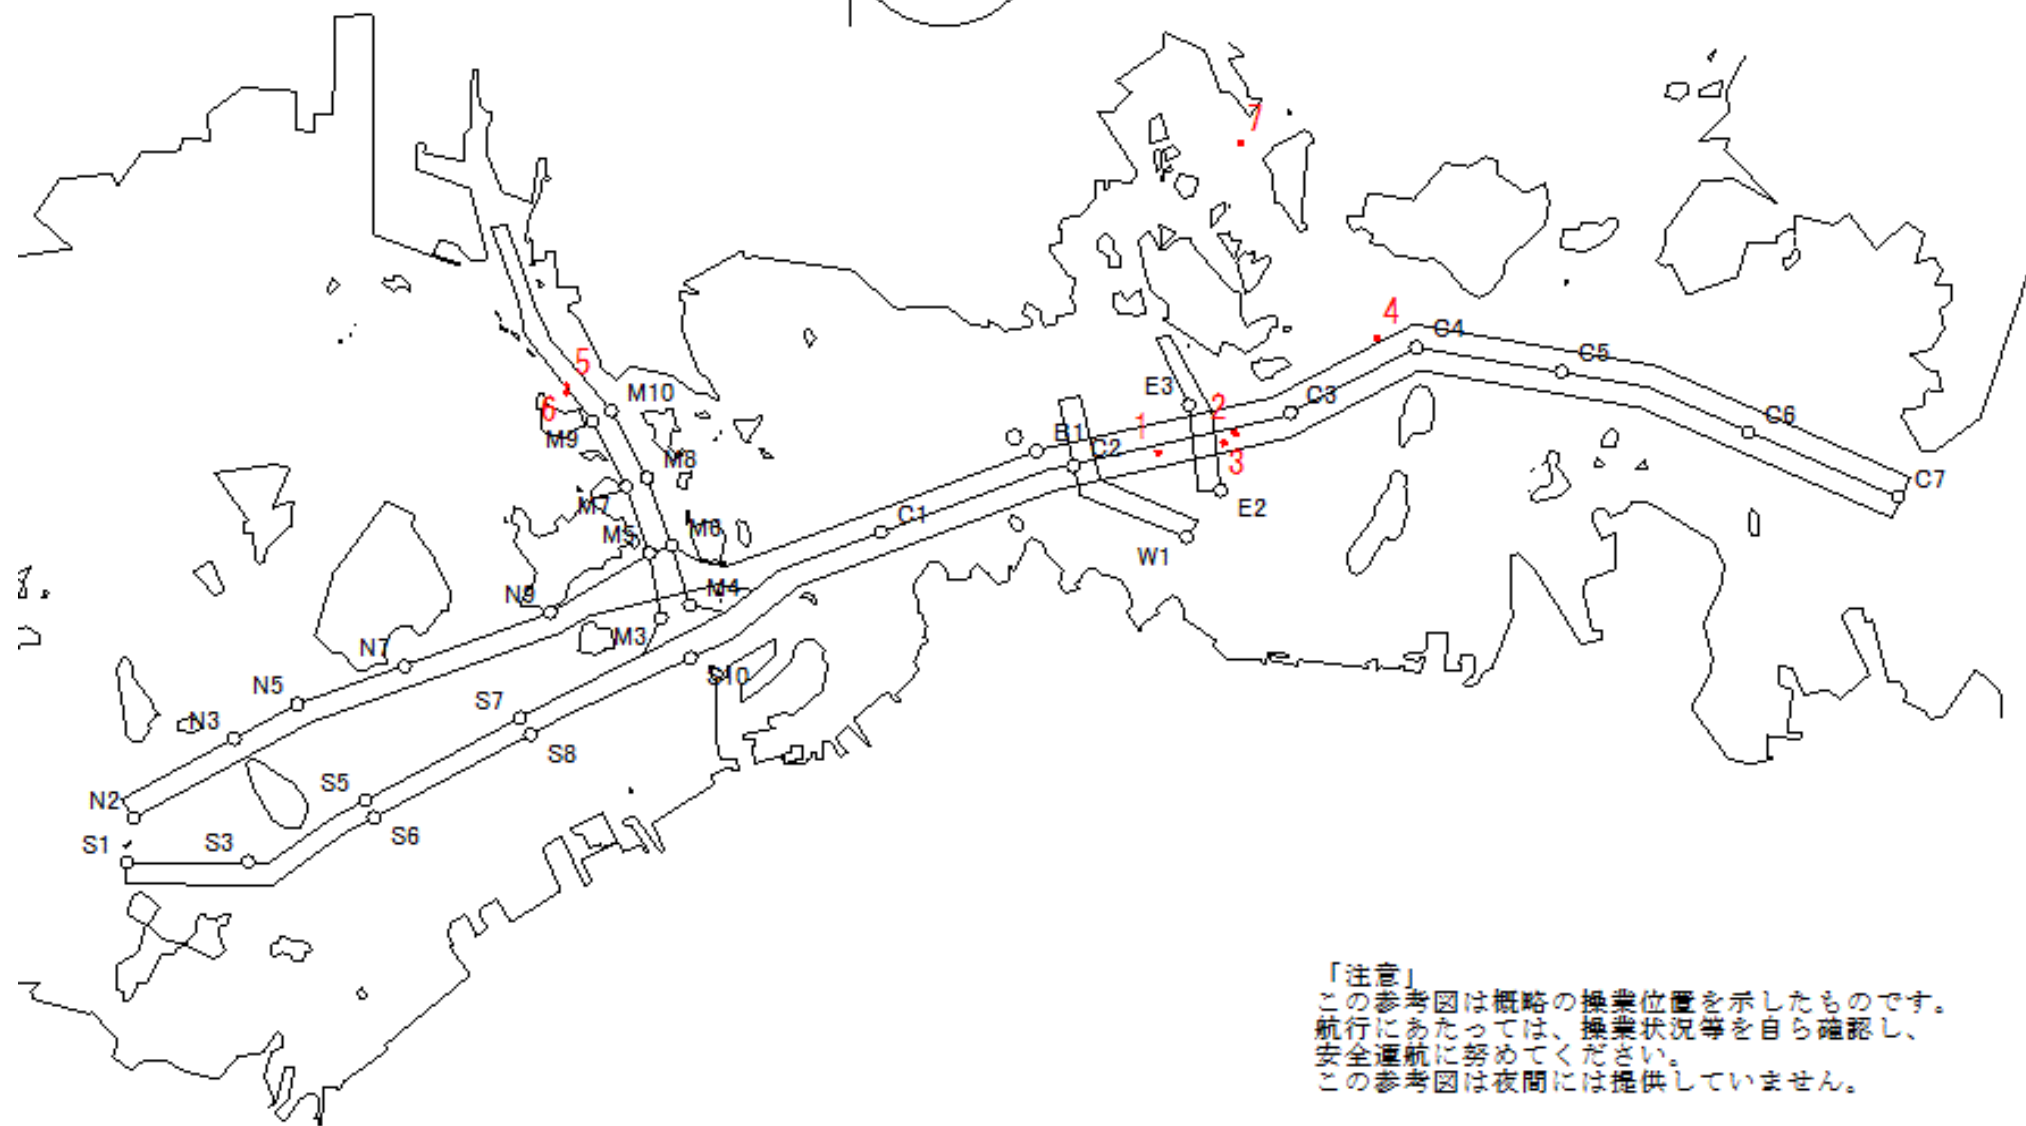 7
4
C4
C5
5
M10
E3
2
C3
6
1
C6
M9
B1
C2
M8
3
C7
M7
E2
C1
M5
M6
W1
N9
M4
M3
N7
S10
N5
S7
N3
S8
S5
N2
S6
S3
S1
「注意」
この参考図は概略の操業位置を示したものです。
航行にあたっては、操業状況等を自ら確認し、
安全運航に努めてください。
この参考図は夜間には提供していません。